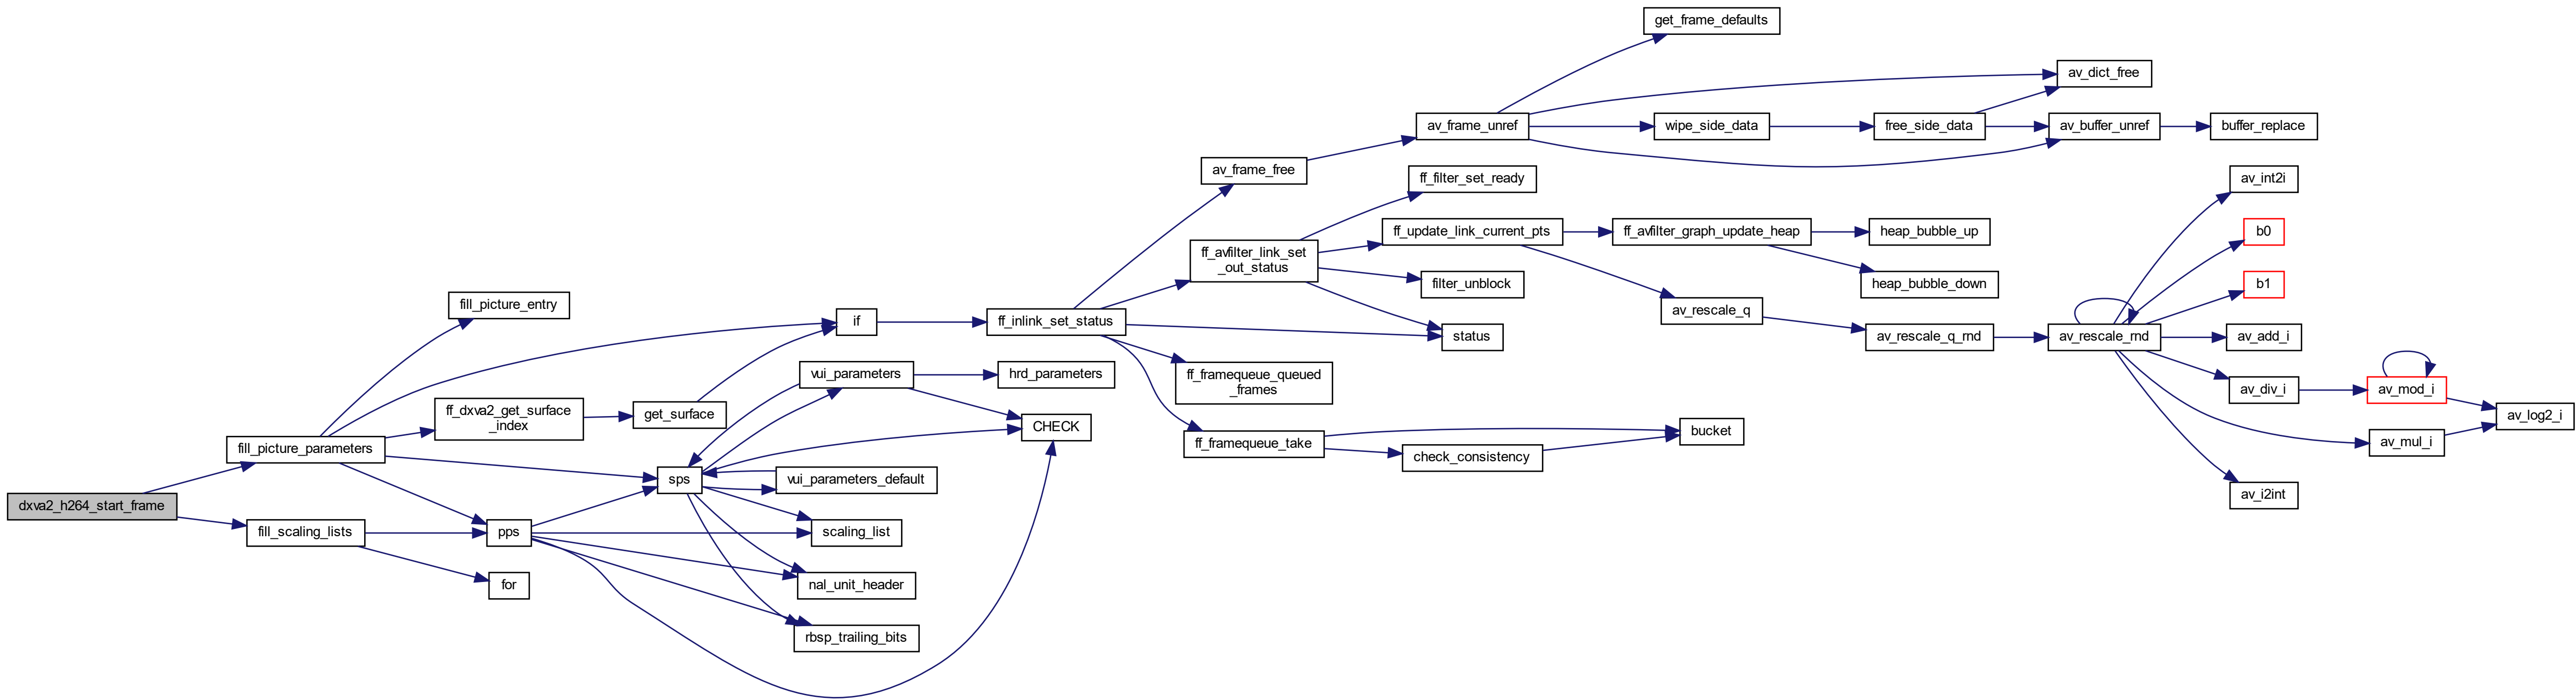 dxva2_h264_start_frame
fill_picture_parameters
fill_scaling_lists
fill_picture_entry
ff_dxva2_get_surface
_index
pps
for
get_surface
sps
if
vui_parameters
vui_parameters_default
scaling_list
nal_unit_header
rbsp_trailing_bits
ff_inlink_set_status
hrd_parameters
CHECK
av_frame_free
ff_avfilter_link_set
_out_status
ff_framequeue_queued
_frames
ff_framequeue_take
av_frame_unref
ff_filter_set_ready
ff_update_link_current_pts
filter_unblock
status
check_consistency
get_frame_defaults
wipe_side_data
ff_avfilter_graph_update_heap
av_rescale_q
bucket
free_side_data
heap_bubble_up
heap_bubble_down
av_rescale_q_rnd
av_dict_free
av_buffer_unref
av_rescale_rnd
buffer_replace
av_int2i
b0
b1
av_add_i
av_div_i
av_i2int
av_mod_i
av_mul_i
av_log2_i